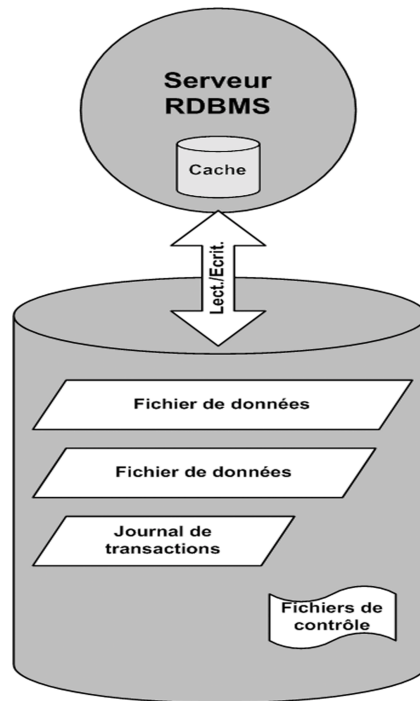 Serveur
RDBMS
Cache
Lect./Ecrit.
Fichier de données
Fichier de données
Journal de
transactions
Fichiers de
contrôle